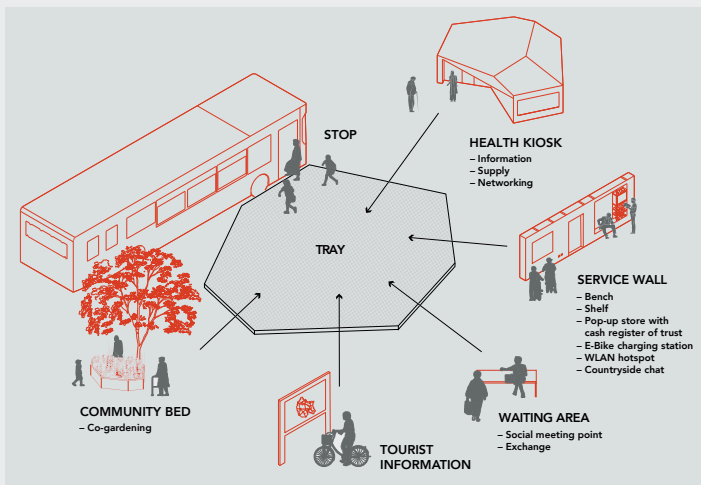 STOP
HEALTH KIOSK
– Information
– Supply
– Networking
TRAY
SERVICE WALL
– Bench
– Shelf
– Pop-up store with
cash register of trust
– E-Bike charging station
– WLAN hotspot
– Countryside chat
COMMUNITY BED
– Co-gardening
WAITING AREA
– Social meeting point
– Exchange
TOURIST
INFORMATION